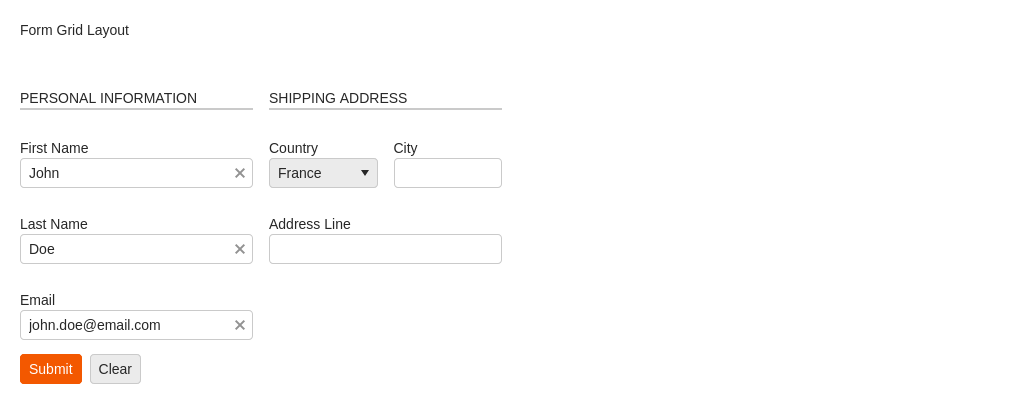 Form Grid Layout
PERSONAL INFORMATION
First Name
John
Last Name
Doe
Email
john.doe@email.com
SHIPPING ADDRESS
Country
City
France
Address Line
Submit
Clear